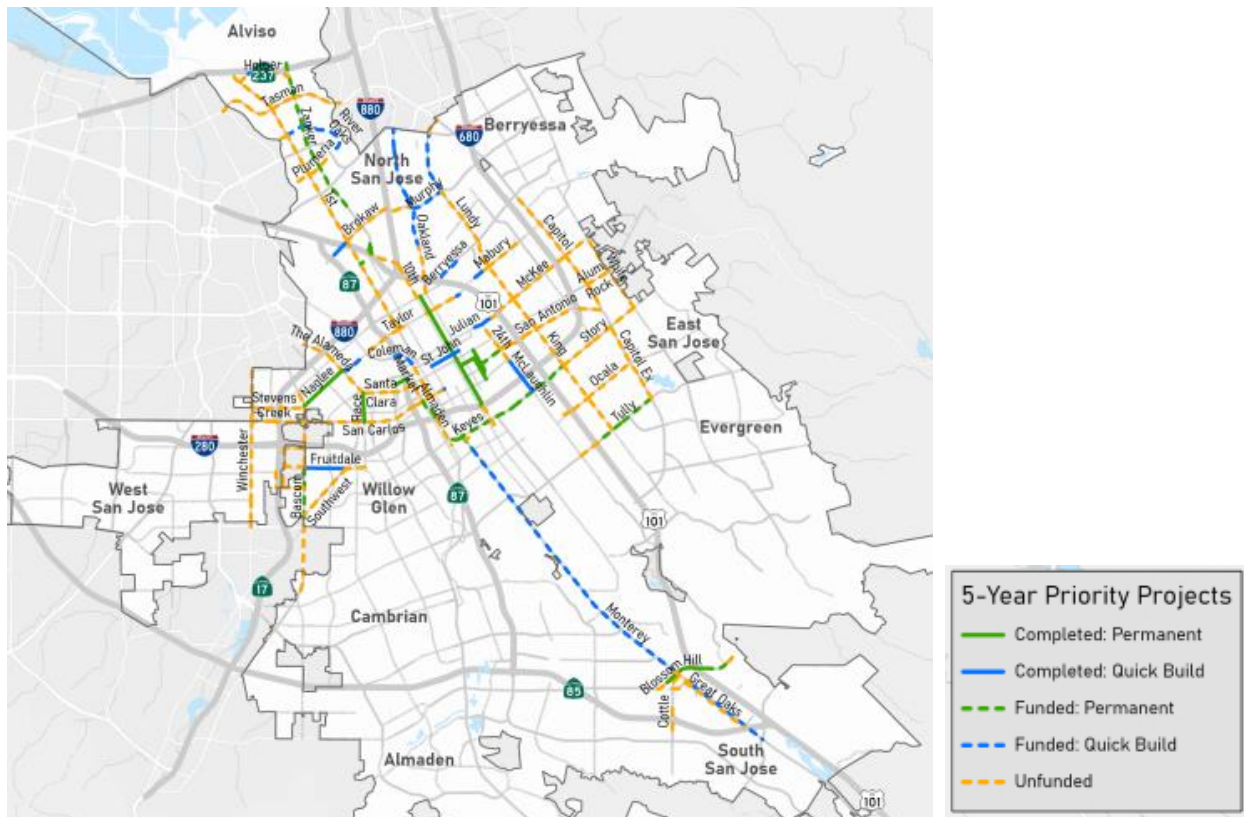 Alviso
Holger
237
Tasman
River
Oaks
Zanker
Plumeria
880
680
Berryessa
North
San Jose
1st
Brokaw
Murphy
Lundy
Oakland
Capitol
Berryessa
Mabury
10th
McKee
Alum
Rock
White
87
101
880
Taylor
Julian
San Antonio
24th
King
Story
Capitol Ex
East
San Jose
The Alameda
Coleman
St John
McLaughlin
Naglee
Market
Almaden
Santa
Clara
Race
Ocala
Stevens
Creek
San Carlos
Keyes
Tully
Evergreen
280
Winchester
Fruitdale
Bascom
Southwest
Willow
Glen
West
San Jose
87
101
17
Cambrian
Monterey
Blossom Hill
Great Oaks
85
Cottle
South
San Jose
Almaden
101
5-Year Priority Projects
Completed: Permanent
Completed: Quick Build
Funded: Permanent
Funded: Quick Build
Unfunded